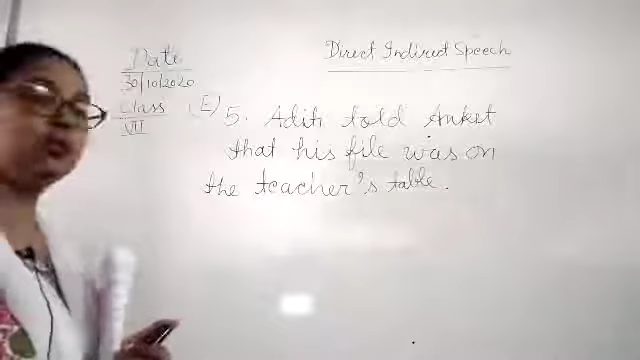 Date
30/10/2020
Class
VII
Direct Indirect Speech
(E) 5. Aditi told Ankit
that his file was on
the teacher's table.